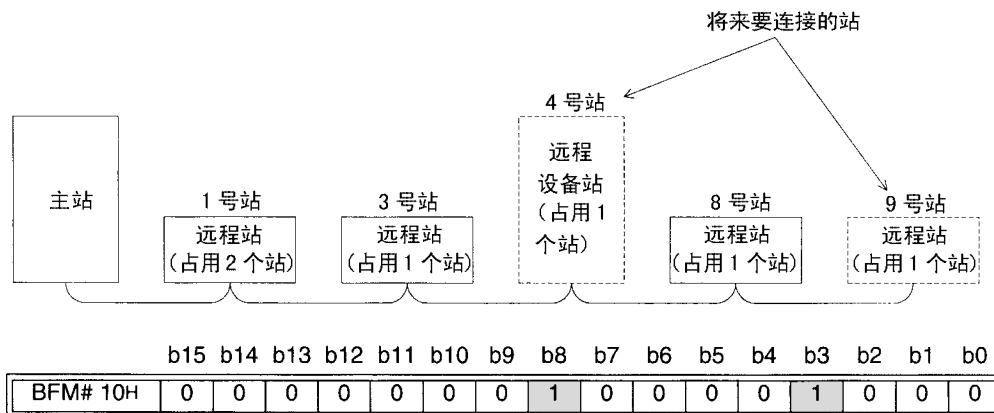 将来要连接的站
4 号站
远程
设备站
(占用 1
个站)
主站
1 号站
远程站
(占用 2 个站)
3 号站
远程站
(占用 1 个站)
8 号站
远程站
(占用 1 个站)
9 号站
远程站
(占用 1 个站)
b15 b14 b13 b12 b11 b10 b9 b8 b7 b6 b5 b4 b3 b2 b1 b0
BFM# 10H 0 0 0 0 0 0 0 1 0 0 0 0 1 0 0 0